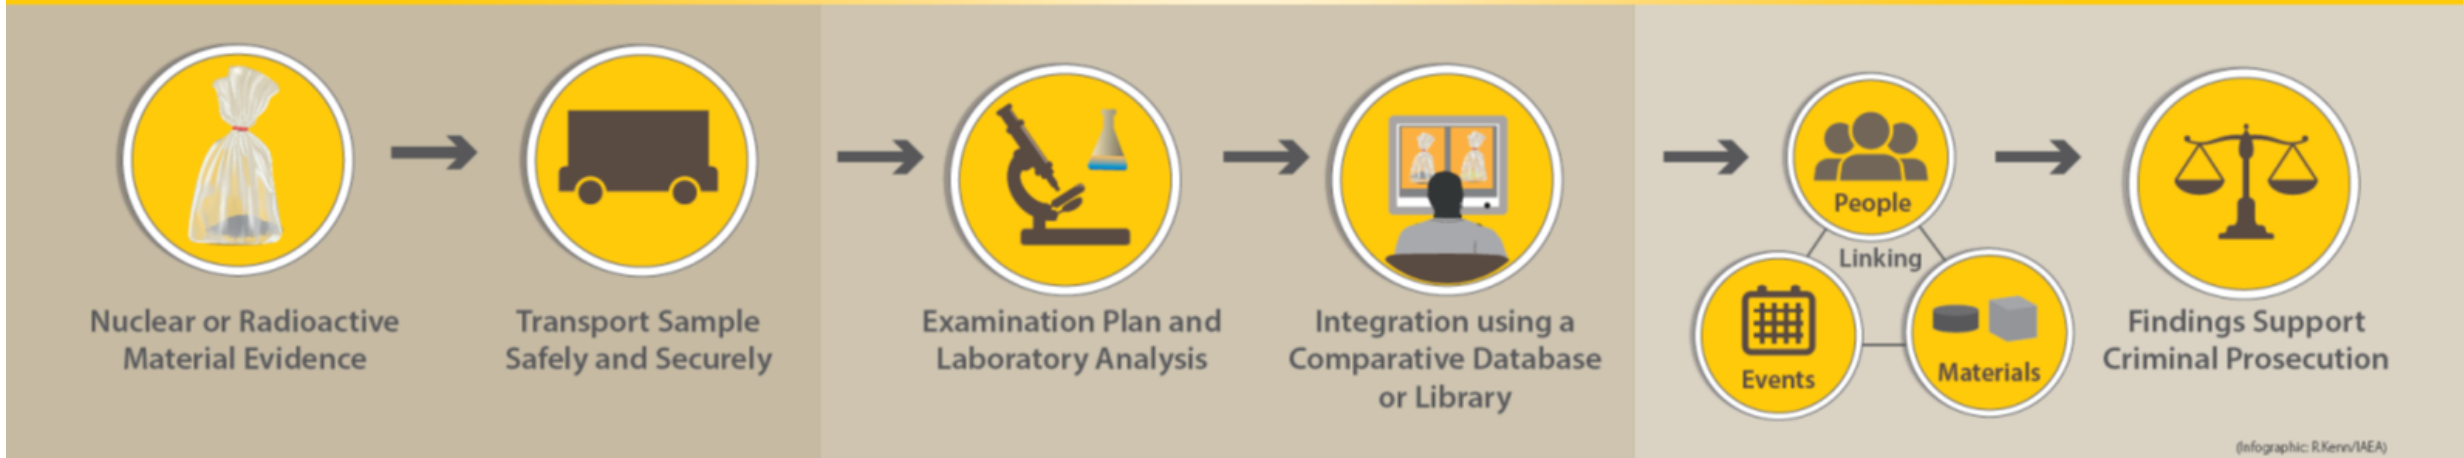 Nuclear or Radioactive
Material Evidence
Transport Sample
Safely and Securely
Examination Plan and
Laboratory Analysis
Integration using a
Comparative Database
or Library
People
Linking
Events
Materials
Findings Support
Criminal Prosecution
(Infographic: R.Kenn/IAEA)